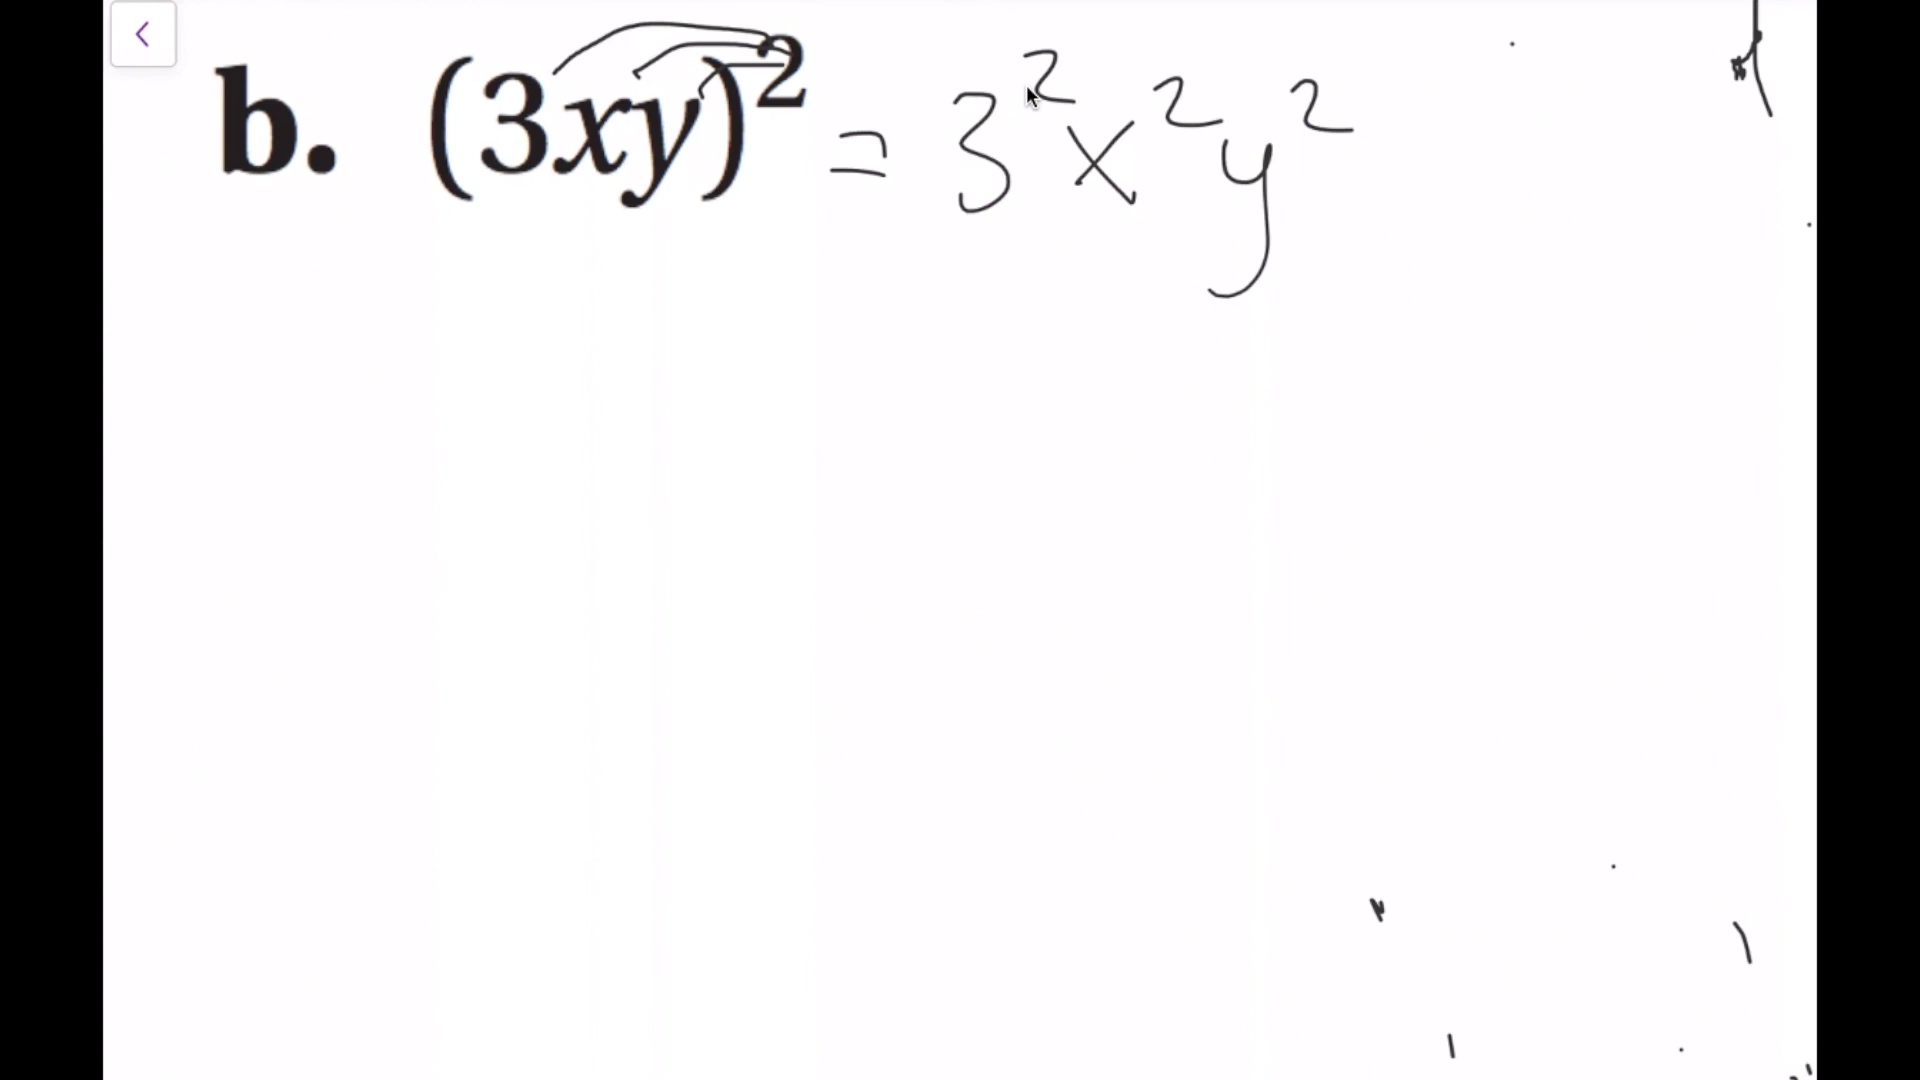 b. (3xy)² = 3²x²y²